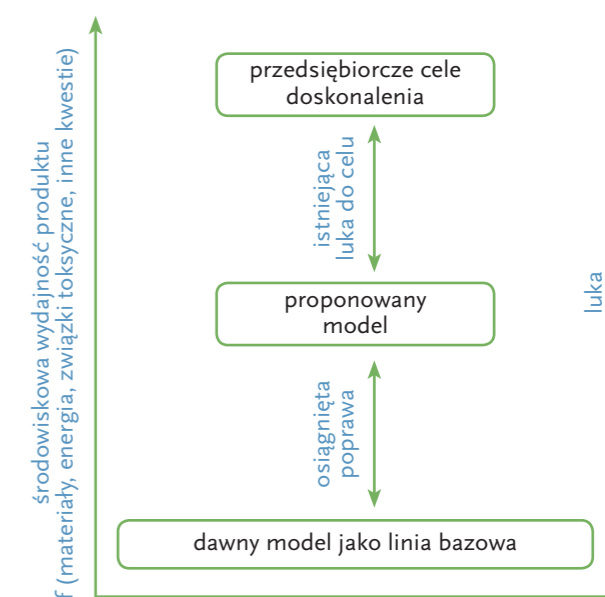 środowiskowa wydajność produktu
f (materiały, energia, związki toksyczne, inne kwestie)
przedsiębiorcze cele
doskonalenia
istniejąca
luka do celu
proponowany
model
luka
osiągnięta
poprawa
dawny model jako linia bazowa